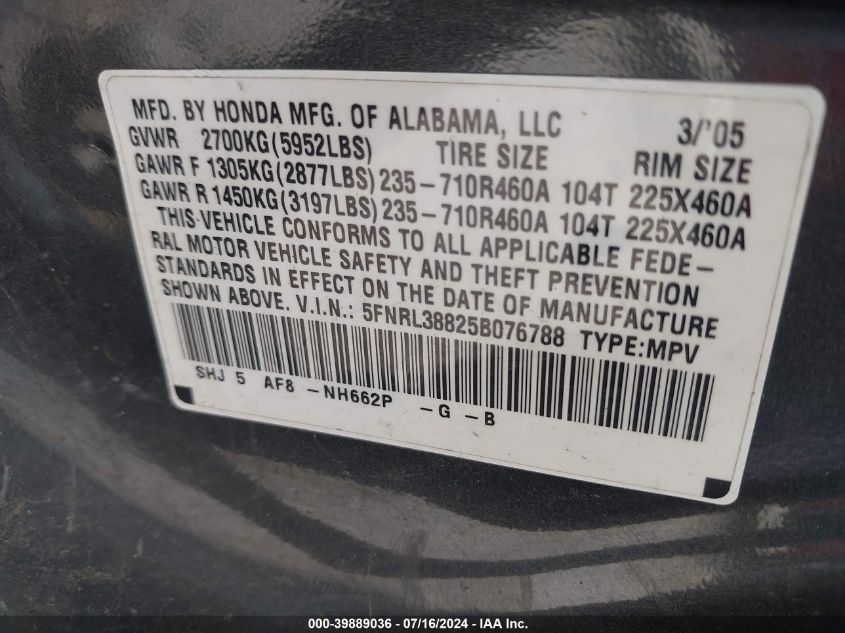 MFD. BY HONDA MFG. OF ALABAMA, LLC 3/'05
GVWR 2700KG(5952LBS) TIRE SIZE RIM SIZE
GAWR F 1305KG(2877LBS)235-710R460A 104T 225X460A
GAWR R 1450KG(3197LBS)235-710R460A 104T 225X460A
THIS VEHICLE CONFORMS TO ALL APPLICABLE FEDE-
RAL MOTOR VEHICLE SAFETY AND THEFT PREVENTION
STANDARDS IN EFFECT ON THE DATE OF MANUFACTURE
SHOWN ABOVE. V.I.N.: 5FNRL38825B076788 TYPE:MPV
SHJ 5 AF8 -NH662P -G -B
000-39889036 - 07/16/2024 - © IAA Inc.